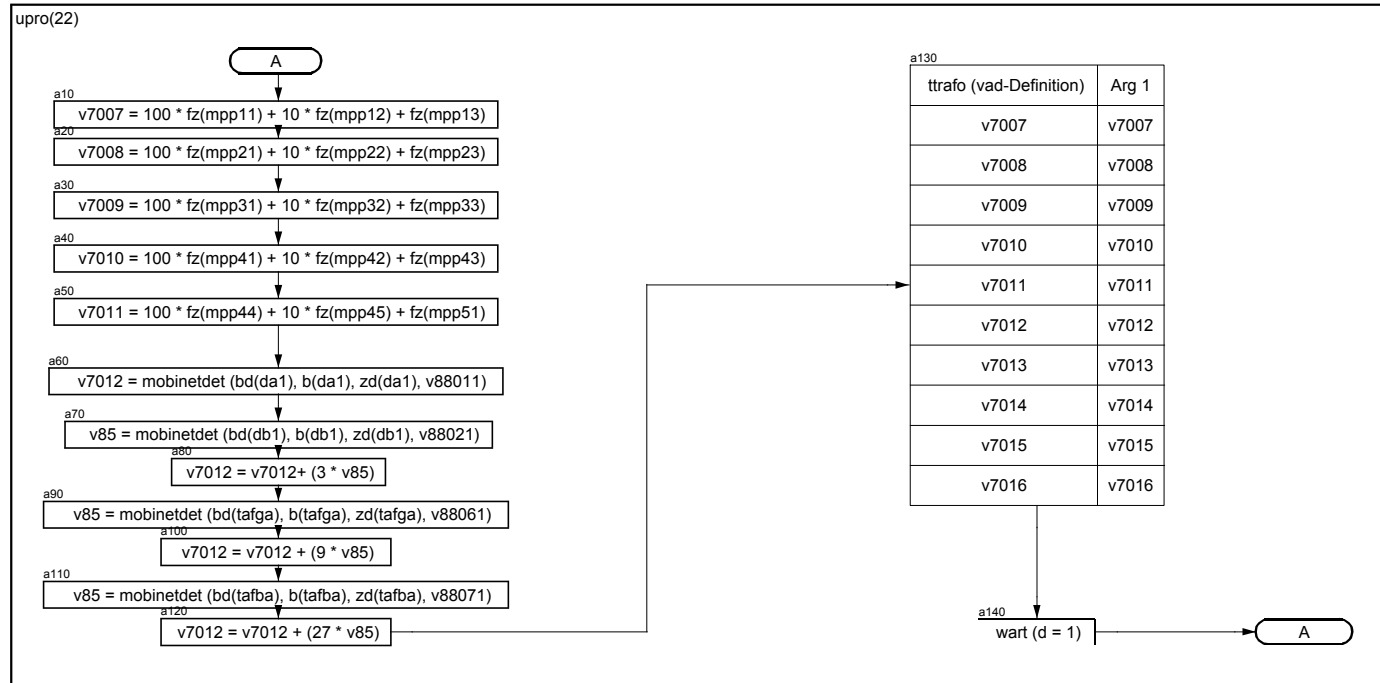 upro(22)
A
a10
v7007 = 100 * fz(mpp11) + 10 * fz(mpp12) + fz(mpp13)
a20
v7008 = 100 * fz(mpp21) + 10 * fz(mpp22) + fz(mpp23)
a30
v7009 = 100 * fz(mpp31) + 10 * fz(mpp32) + fz(mpp33)
a40
v7010 = 100 * fz(mpp41) + 10 * fz(mpp42) + fz(mpp43)
a50
v7011 = 100 * fz(mpp44) + 10 * fz(mpp45) + fz(mpp51)
a60
v7012 = mobinetdet (bd(da1), b(da1), zd(da1), v88011)
a70
v85 = mobinetdet (bd(db1), b(db1), zd(db1), v88021)
a80
v7012 = v7012+ (3 * v85)
a90
v85 = mobinetdet (bd(tafga), b(tafga), zd(tafga), v88061)
a100
v7012 = v7012 + (9 * v85)
a110
v85 = mobinetdet (bd(tafba), b(tafba), zd(tafba), v88071)
a120
v7012 = v7012 + (27 * v85)
a130
ttrafo (vad-Definition) Arg 1
v7007 v7007
v7008 v7008
v7009 v7009
v7010 v7010
v7011 v7011
v7012 v7012
v7013 v7013
v7014 v7014
v7015 v7015
v7016 v7016
a140
wart (d = 1)
A